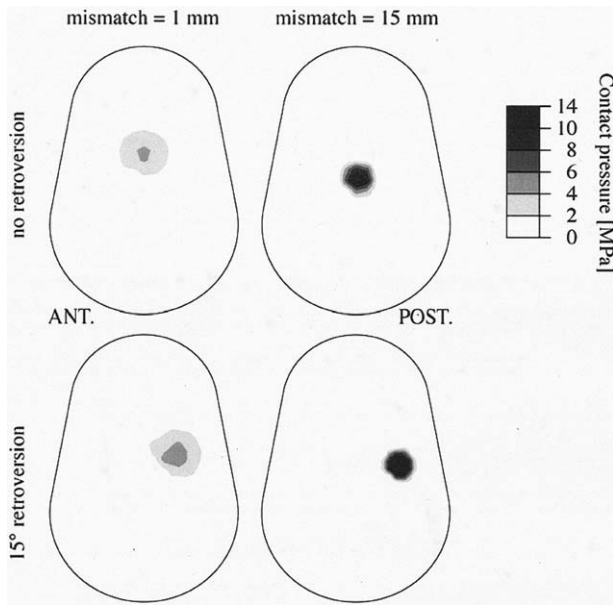 mismatch = 1 mm
mismatch = 15 mm
no retroversion
14
10
8
6
4
2
0
Contact pressure [MPa]
ANT.
POST.
15° retroversion